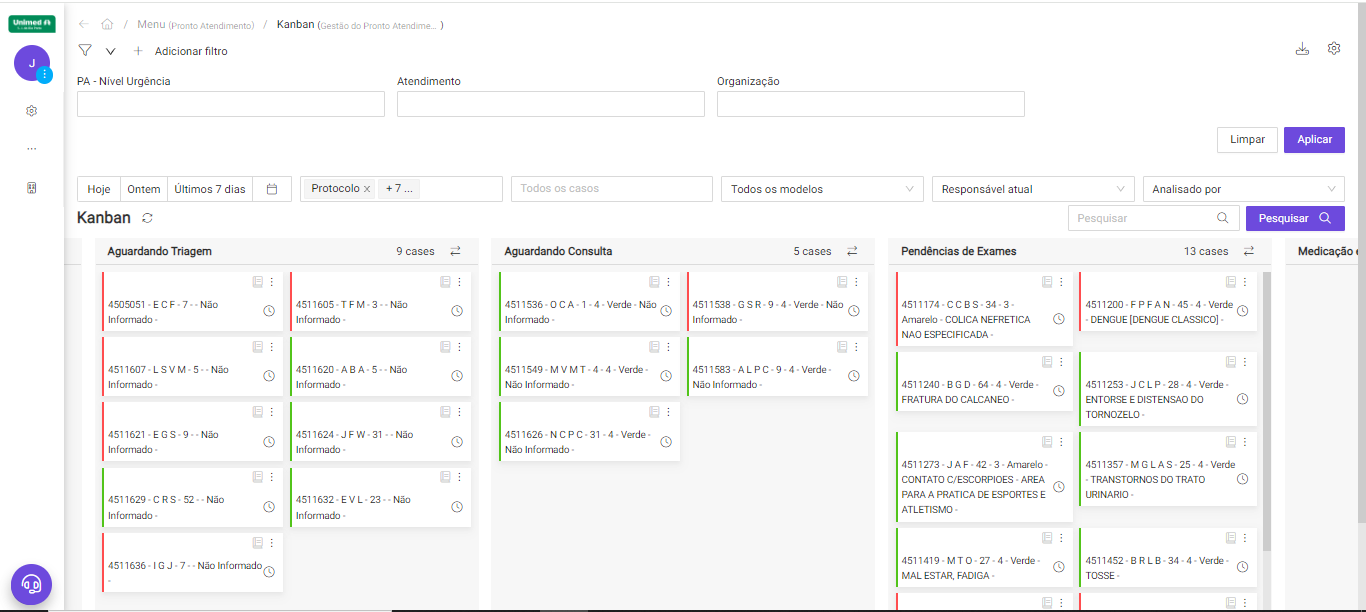 Unimed
J
Menu (Pronto Atendimento) / Kanban (Gestão do Pronto Atendime... )
+ Adicionar filtro
PA - Nível Urgência
Atendimento
Organização
Limpar
Aplicar
Hoje
Ontem
Últimos 7 dias
Protocolo x
+ 7 ...
Todos os casos
Todos os modelos
Responsável atual
Analisado por
Kanban
Pesquisar
Pesquisar
Aguardando Triagem
9 cases
4505051 - E C F - 7 - - Não
Informado -
4511605 - T F M - 3 - - Não
Informado -
4511607 - L S V M - 5 - - Não
Informado -
4511620 - A B A - 5 - - Não
Informado -
4511621 - E G S - 9 - - Não
Informado -
4511624 - J F W - 31 - - Não
Informado -
4511629 - C R S - 52 - - Não
Informado -
4511632 - E V L - 23 - - Não
Informado -
4511636 - I G J - 7 - - Não Informado
-
Aguardando Consulta
5 cases
4511536 - O C A - 1 - 4 - Verde - Não
Informado -
4511538 - G S R - 9 - 4 - Verde - Não
Informado -
4511549 - M V M T - 4 - 4 - Verde -
Não Informado -
4511583 - A L P C - 9 - 4 - Verde -
Não Informado -
4511626 - N C P C - 31 - 4 - Verde -
Não Informado -
Pendências de Exames
13 cases
4511174 - C C B S - 34 - 3 -
Amarelo - COLICA NEFRETICA
NAO ESPECIFICADA -
4511200 - F P F A N - 45 - 4 - Verde
- DENGUE [DENGUE CLASSICO] -
4511240 - B G D - 64 - 4 - Verde -
FRATURA DO CALCANEO -
4511253 - J C L P - 28 - 4 - Verde -
ENTORSE E DISTENSAO DO
TORNOZELO -
4511273 - J A F - 42 - 3 - Amarelo -
CONTATO C/ESCORPIOES - AREA
PARA A PRATICA DE ESPORTES E
ATLETISMO -
4511357 - M G L A S - 25 - 4 - Verde
- TRANSTORNOS DO TRATO
URINARIO -
4511419 - M T O - 27 - 4 - Verde -
MAL ESTAR, FADIGA -
4511452 - B R L B - 34 - 4 - Verde -
TOSSE -
Medicação